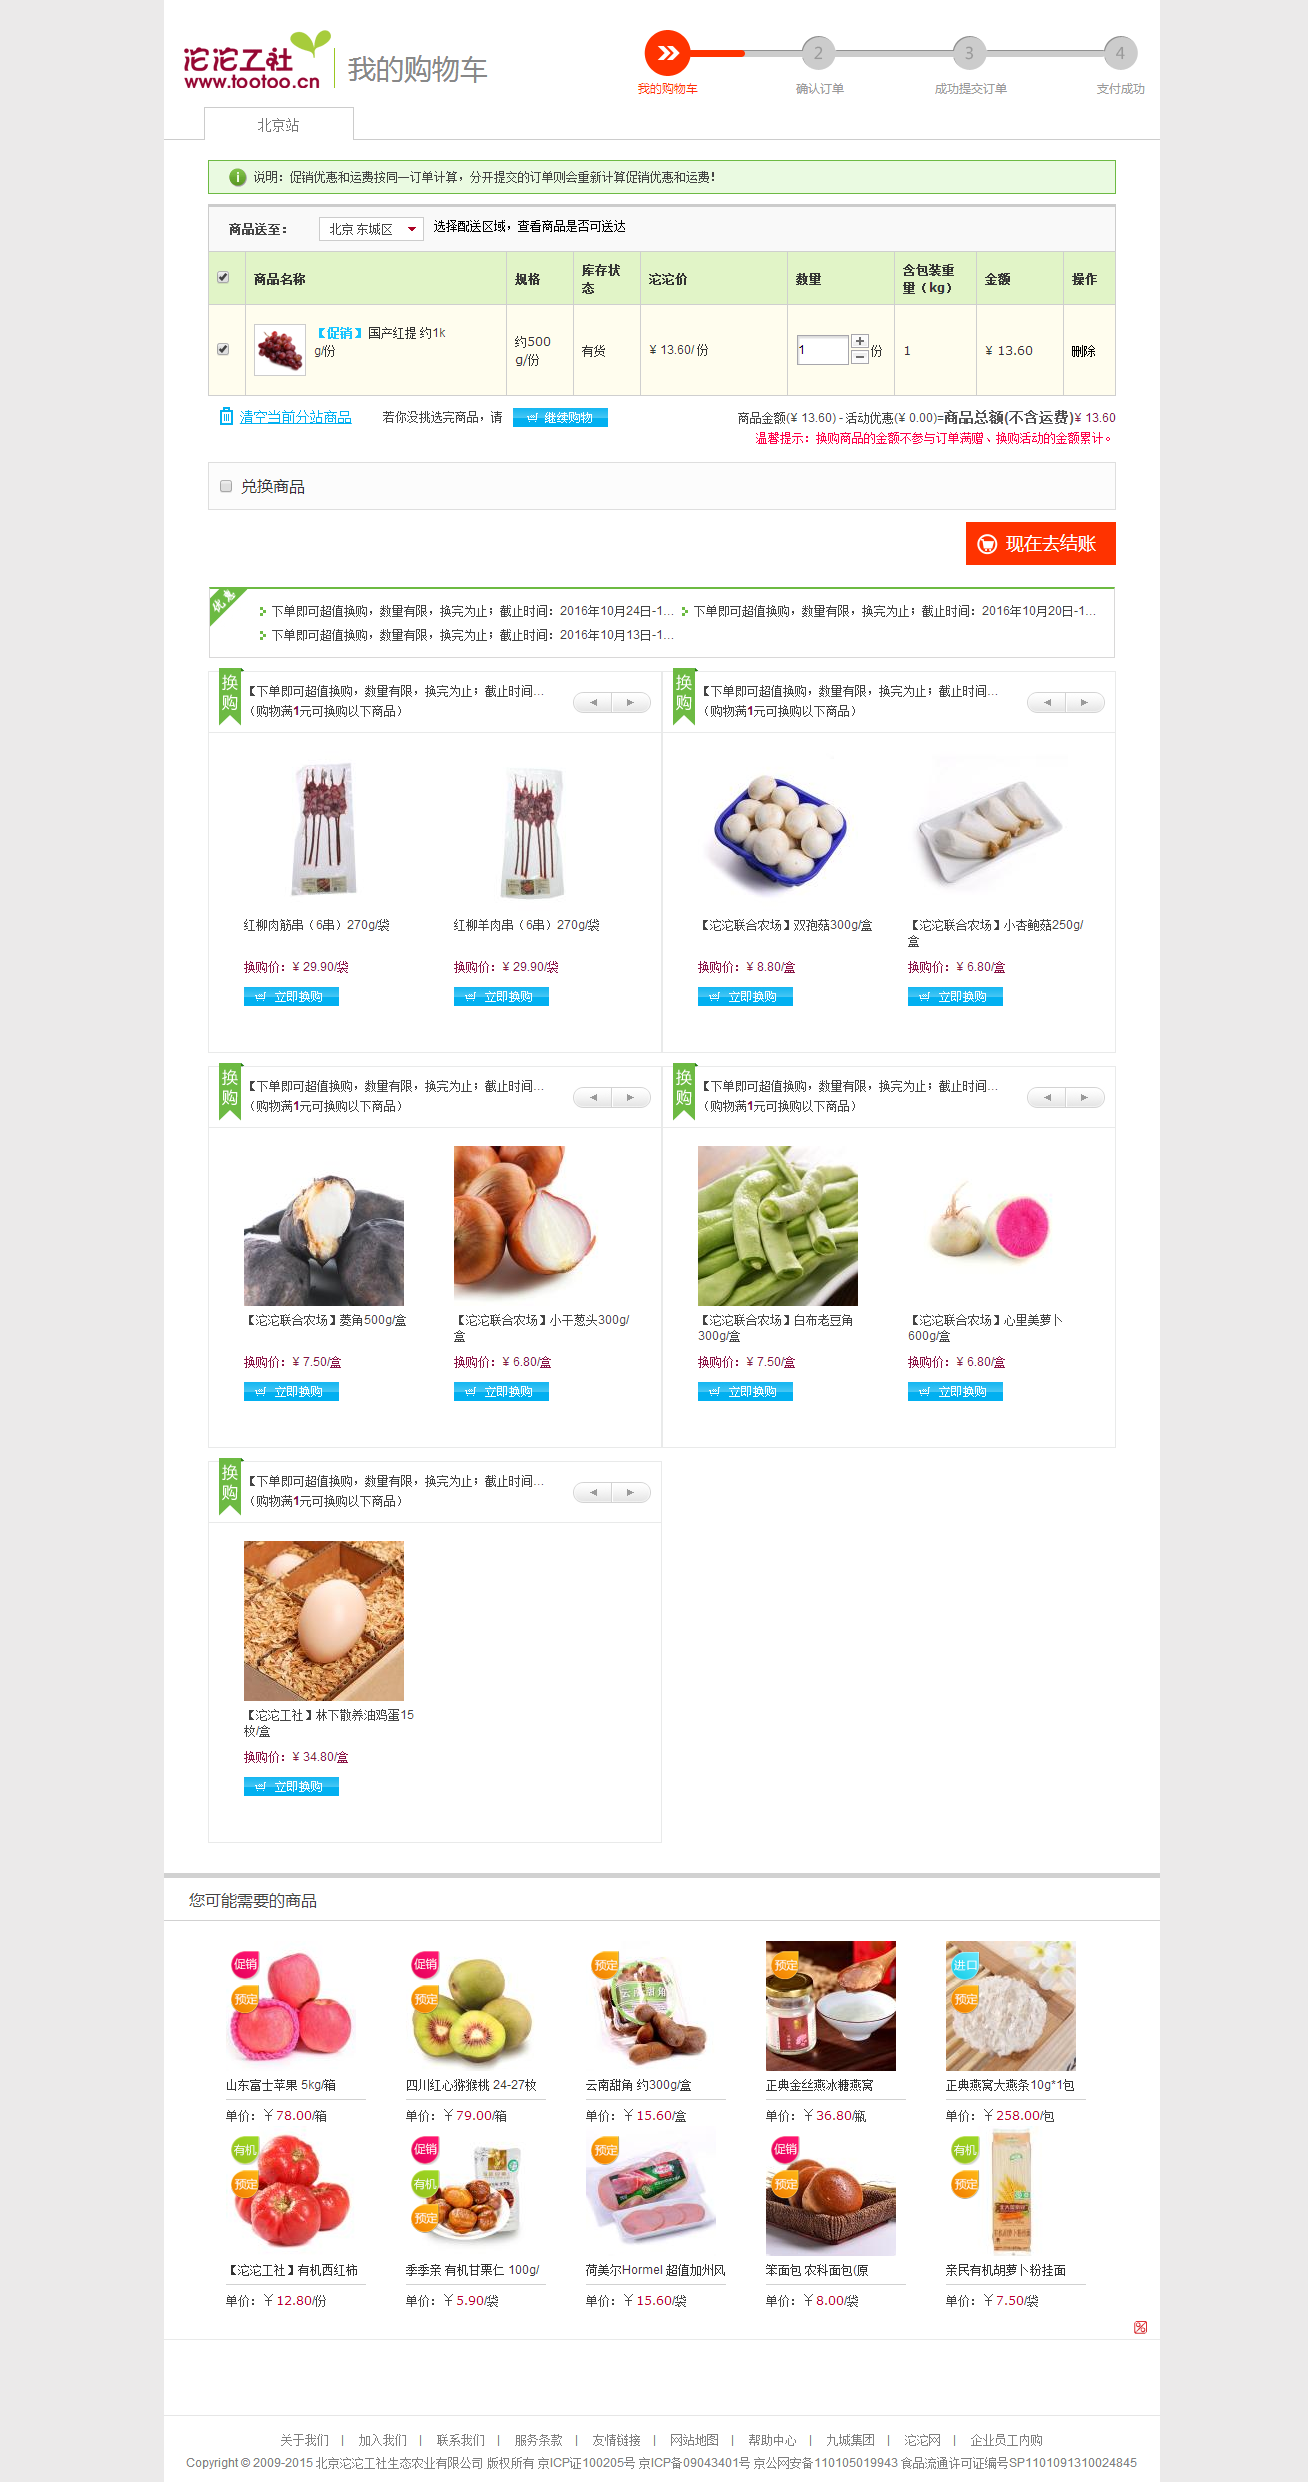 沱沱工社
www.tootoo.cn
我的购物车
2
3
4
我的购物车 确认订单 成功提交订单 支付成功
北京站
说明：促销优惠和运费按同一订单计算，分开提交的订单则会重新计算促销优惠和运费！
商品送至： 北京 东城区 选择配送区域，查看商品是否可送达
商品名称 规格 库存状态 沱沱价 数量 含包装重量（kg） 金额 操作
【促销】国产红提 约1k
g/份
约500
g/份
有货
¥ 13.60/ 份
1
份
1
¥ 13.60
删除
清空当前分站商品 若你没挑选完商品，请 继续购物 商品金额(¥ 13.60) - 活动优惠(¥ 0.00)=商品总额(不含运费)¥ 13.60
温馨提示：换购商品的金额不参与订单满赠、换购活动的金额累计。
兑换商品
现在去结账
优惠
下单即可超值换购，数量有限，换完为止；截止时间：2016年10月24日-1... 下单即可超值换购，数量有限，换完为止；截止时间：2016年10月20日-1...
下单即可超值换购，数量有限，换完为止；截止时间：2016年10月13日-1...
换购
【下单即可超值换购，数量有限，换完为止；截止时间...
（购物满1元可换购以下商品）
换购
【下单即可超值换购，数量有限，换完为止；截止时间...
（购物满1元可换购以下商品）
红柳肉筋串（6串）270g/袋
换购价：¥ 29.90/袋
立即换购
红柳羊肉串（6串）270g/袋
换购价：¥ 29.90/袋
立即换购
【沱沱联合农场】双孢菇300g/盒
换购价：¥ 8.80/盒
立即换购
【沱沱联合农场】小杏鲍菇250g/
盒
换购价：¥ 6.80/盒
立即换购
换购
【下单即可超值换购，数量有限，换完为止；截止时间...
（购物满1元可换购以下商品）
换购
【下单即可超值换购，数量有限，换完为止；截止时间...
（购物满1元可换购以下商品）
【沱沱联合农场】菱角500g/盒
换购价：¥ 7.50/盒
立即换购
【沱沱联合农场】小干葱头300g/
盒
换购价：¥ 6.80/盒
立即换购
【沱沱联合农场】白布老豆角
300g/盒
换购价：¥ 7.50/盒
立即换购
【沱沱联合农场】心里美萝卜
600g/盒
换购价：¥ 6.80/盒
立即换购
换购
【下单即可超值换购，数量有限，换完为止；截止时间...
（购物满1元可换购以下商品）
【沱沱工社】林下散养油鸡蛋15
枚/盒
换购价：¥ 34.80/盒
立即换购
您可能需要的商品
促销
预定
山东富士苹果 5kg/箱
单价：￥78.00/箱
促销
预定
四川红心猕猴桃 24-27枚
单价：￥79.00/箱
预定
云南甜角
云南甜角 约300g/盒
单价：￥15.60/盒
预定
正典金丝燕冰糖燕窝
单价：￥36.80/瓶
进口
预定
正典燕窝大燕条10g*1包
单价：￥258.00/包
有机
预定
【沱沱工社】有机西红柿
单价：￥12.80/份
促销
有机
预定
季季亲 有机甘栗仁 100g/
单价：￥5.90/袋
预定
荷美尔Hormel 超值加州风
单价：￥15.60/袋
促销
预定
笨面包 农科面包(原
单价：￥8.00/袋
有机
预定
亲民有机胡萝卜粉挂面
单价：￥7.50/袋
关于我们 | 加入我们 | 联系我们 | 服务条款 | 友情链接 | 网站地图 | 帮助中心 | 九城集团 | 沱沱网 | 企业员工内购
Copyright © 2009-2015 北京沱沱工社生态农业有限公司 版权所有 京ICP证100205号 京ICP备09043401号 京公网安备110105019943 食品流通许可证编号SP1101091310024845